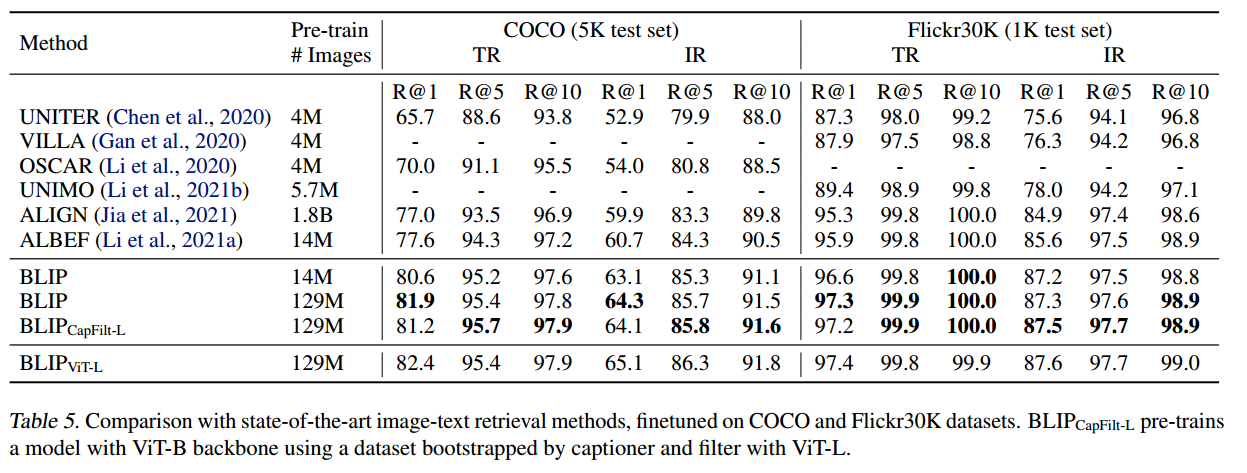 Method Pre-train # Images COCO (5K test set) Flickr30K (1K test set)
TR IR TR IR
R@1 R@5 R@10 R@1 R@5 R@10 R@1 R@5 R@10 R@1 R@5 R@10
UNITER (Chen et al., 2020) 4M 65.7 88.6 93.8 52.9 79.9 88.0 87.3 98.0 99.2 75.6 94.1 96.8
VILLA (Gan et al., 2020) 4M - - - - - - 87.9 97.5 98.8 76.3 94.2 96.8
OSCAR (Li et al., 2020) 4M 70.0 91.1 95.5 54.0 80.8 88.5 - - - - - -
UNIMO (Li et al., 2021b) 5.7M - - - - - - 89.4 98.9 99.8 78.0 94.2 97.1
ALIGN (Jia et al., 2021) 1.8B 77.0 93.5 96.9 59.9 83.3 89.8 95.3 99.8 100.0 84.9 97.4 98.6
ALBEF (Li et al., 2021a) 14M 77.6 94.3 97.2 60.7 84.3 90.5 95.9 99.8 100.0 85.6 97.5 98.9
BLIP 14M 80.6 95.2 97.6 63.1 85.3 91.1 96.6 99.8 100.0 87.2 97.5 98.8
BLIP 129M 81.9 95.4 97.8 64.3 85.7 91.5 97.3 99.9 100.0 87.3 97.6 98.9
BLIPCapFilt-L 129M 81.2 95.7 97.9 64.1 85.8 91.6 97.2 99.9 100.0 87.5 97.7 98.9
BLIPViT-L 129M 82.4 95.4 97.9 65.1 86.3 91.8 97.4 99.8 99.9 87.6 97.7 99.0
Table 5. Comparison with state-of-the-art image-text retrieval methods, finetuned on COCO and Flickr30K datasets. BLIPCapFilt-L pre-trains
a model with ViT-B backbone using a dataset bootstrapped by captioner and filter with ViT-L.